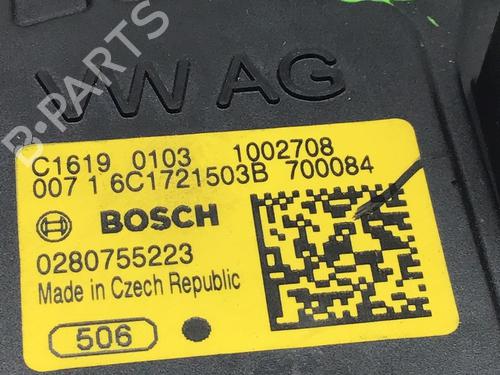 VW AG
C1619 0103 1002708
007 1 6C1721503B 700084
BOSCH
0280755223
Made in Czech Republic
506
B-PARTS